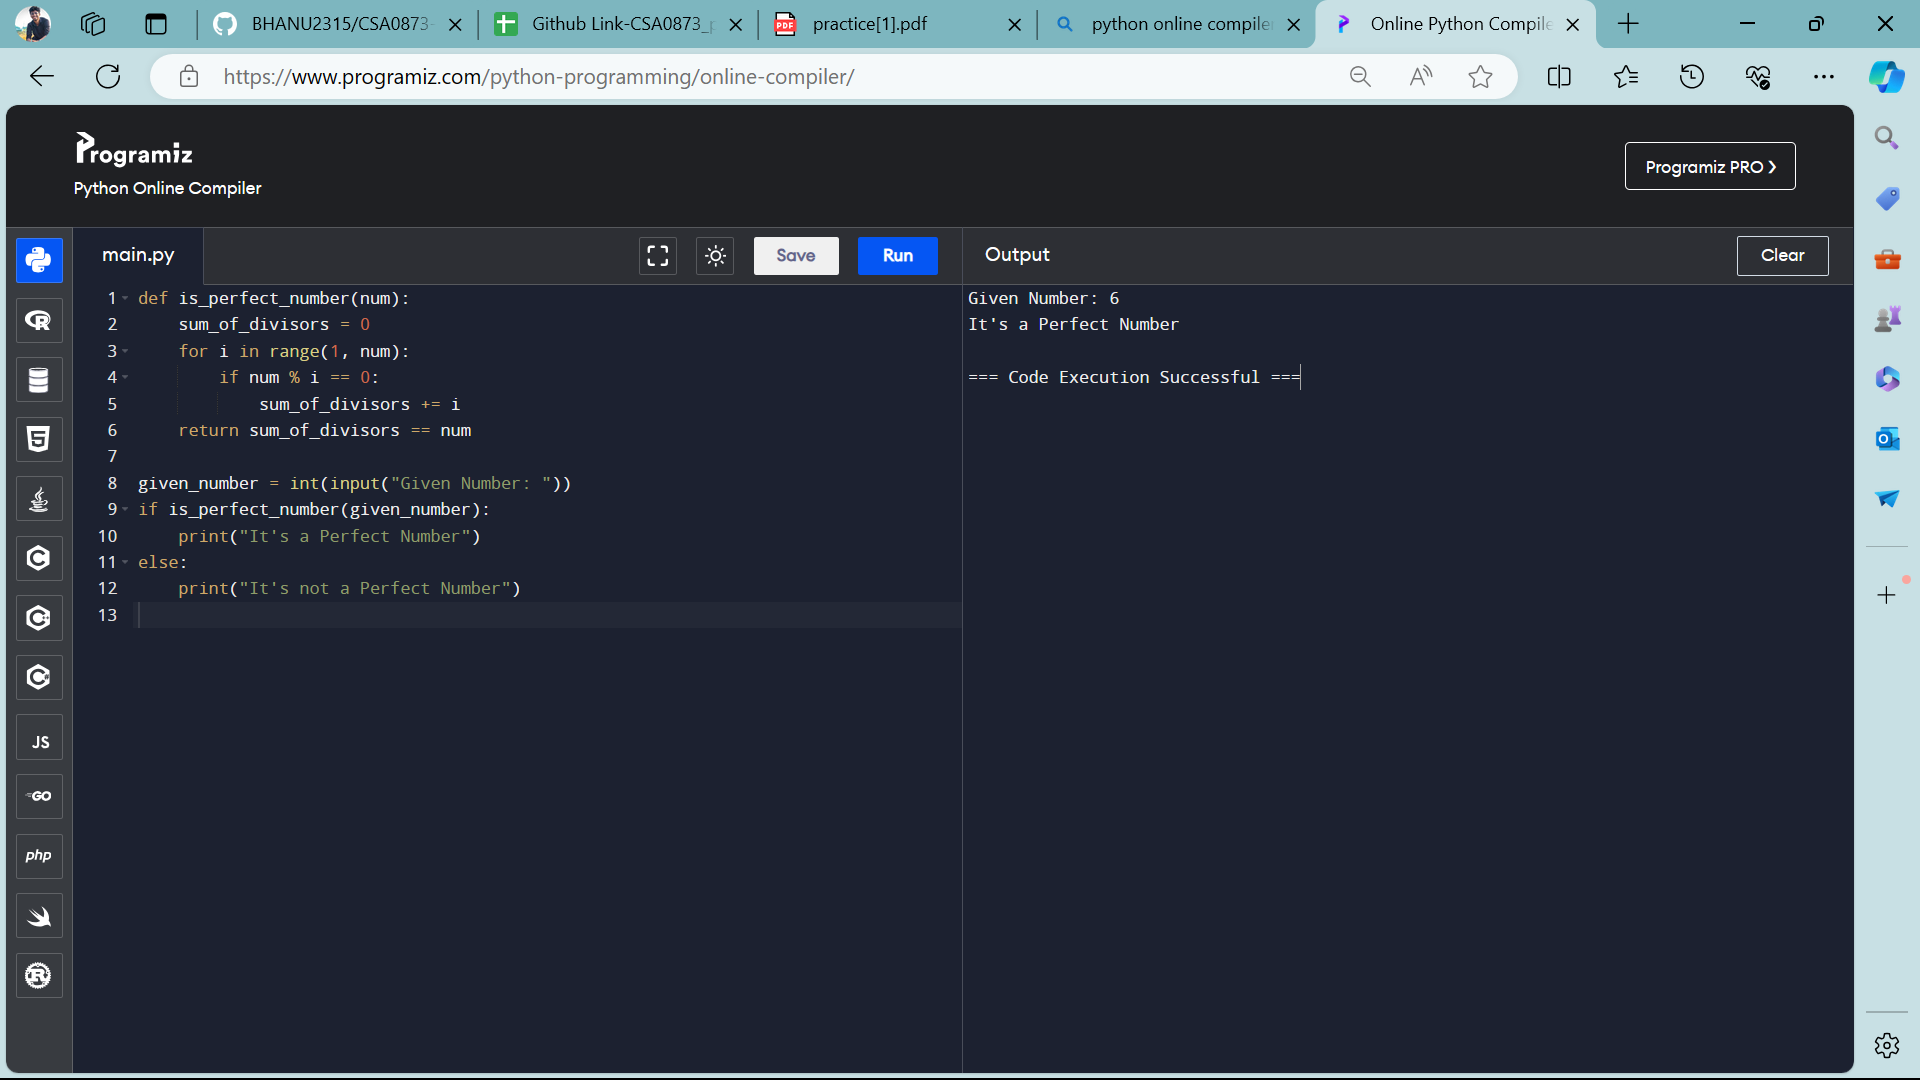 BHANU2315/CSA0873-
Github Link-CSA0873_p
practice[1].pdf
python online compiler
Online Python Compile
https://www.programiz.com/python-programming/online-compiler/
Programiz
Python Online Compiler
Programiz PRO ❯
main.py
Save
Run
Output
Clear
1 def is_perfect_number(num):
2     sum_of_divisors = 0
3     for i in range(1, num):
4         if num % i == 0:
5             sum_of_divisors += i
6     return sum_of_divisors == num
7
8 given_number = int(input("Given Number: "))
9 if is_perfect_number(given_number):
10     print("It's a Perfect Number")
11 else:
12     print("It's not a Perfect Number")
13
Given Number: 6
It's a Perfect Number
=== Code Execution Successful ===
R
5
C
C
C
JS
GO
php
R